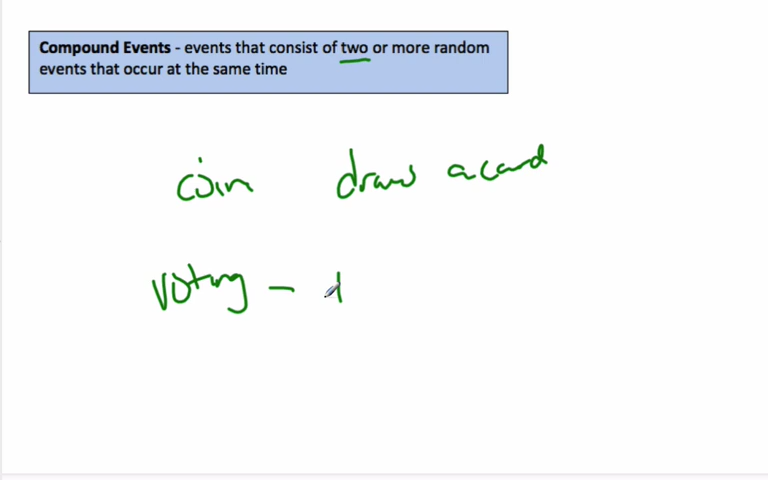 Compound Events - events that consist of two or more random
events that occur at the same time
coin draw a card
voting -